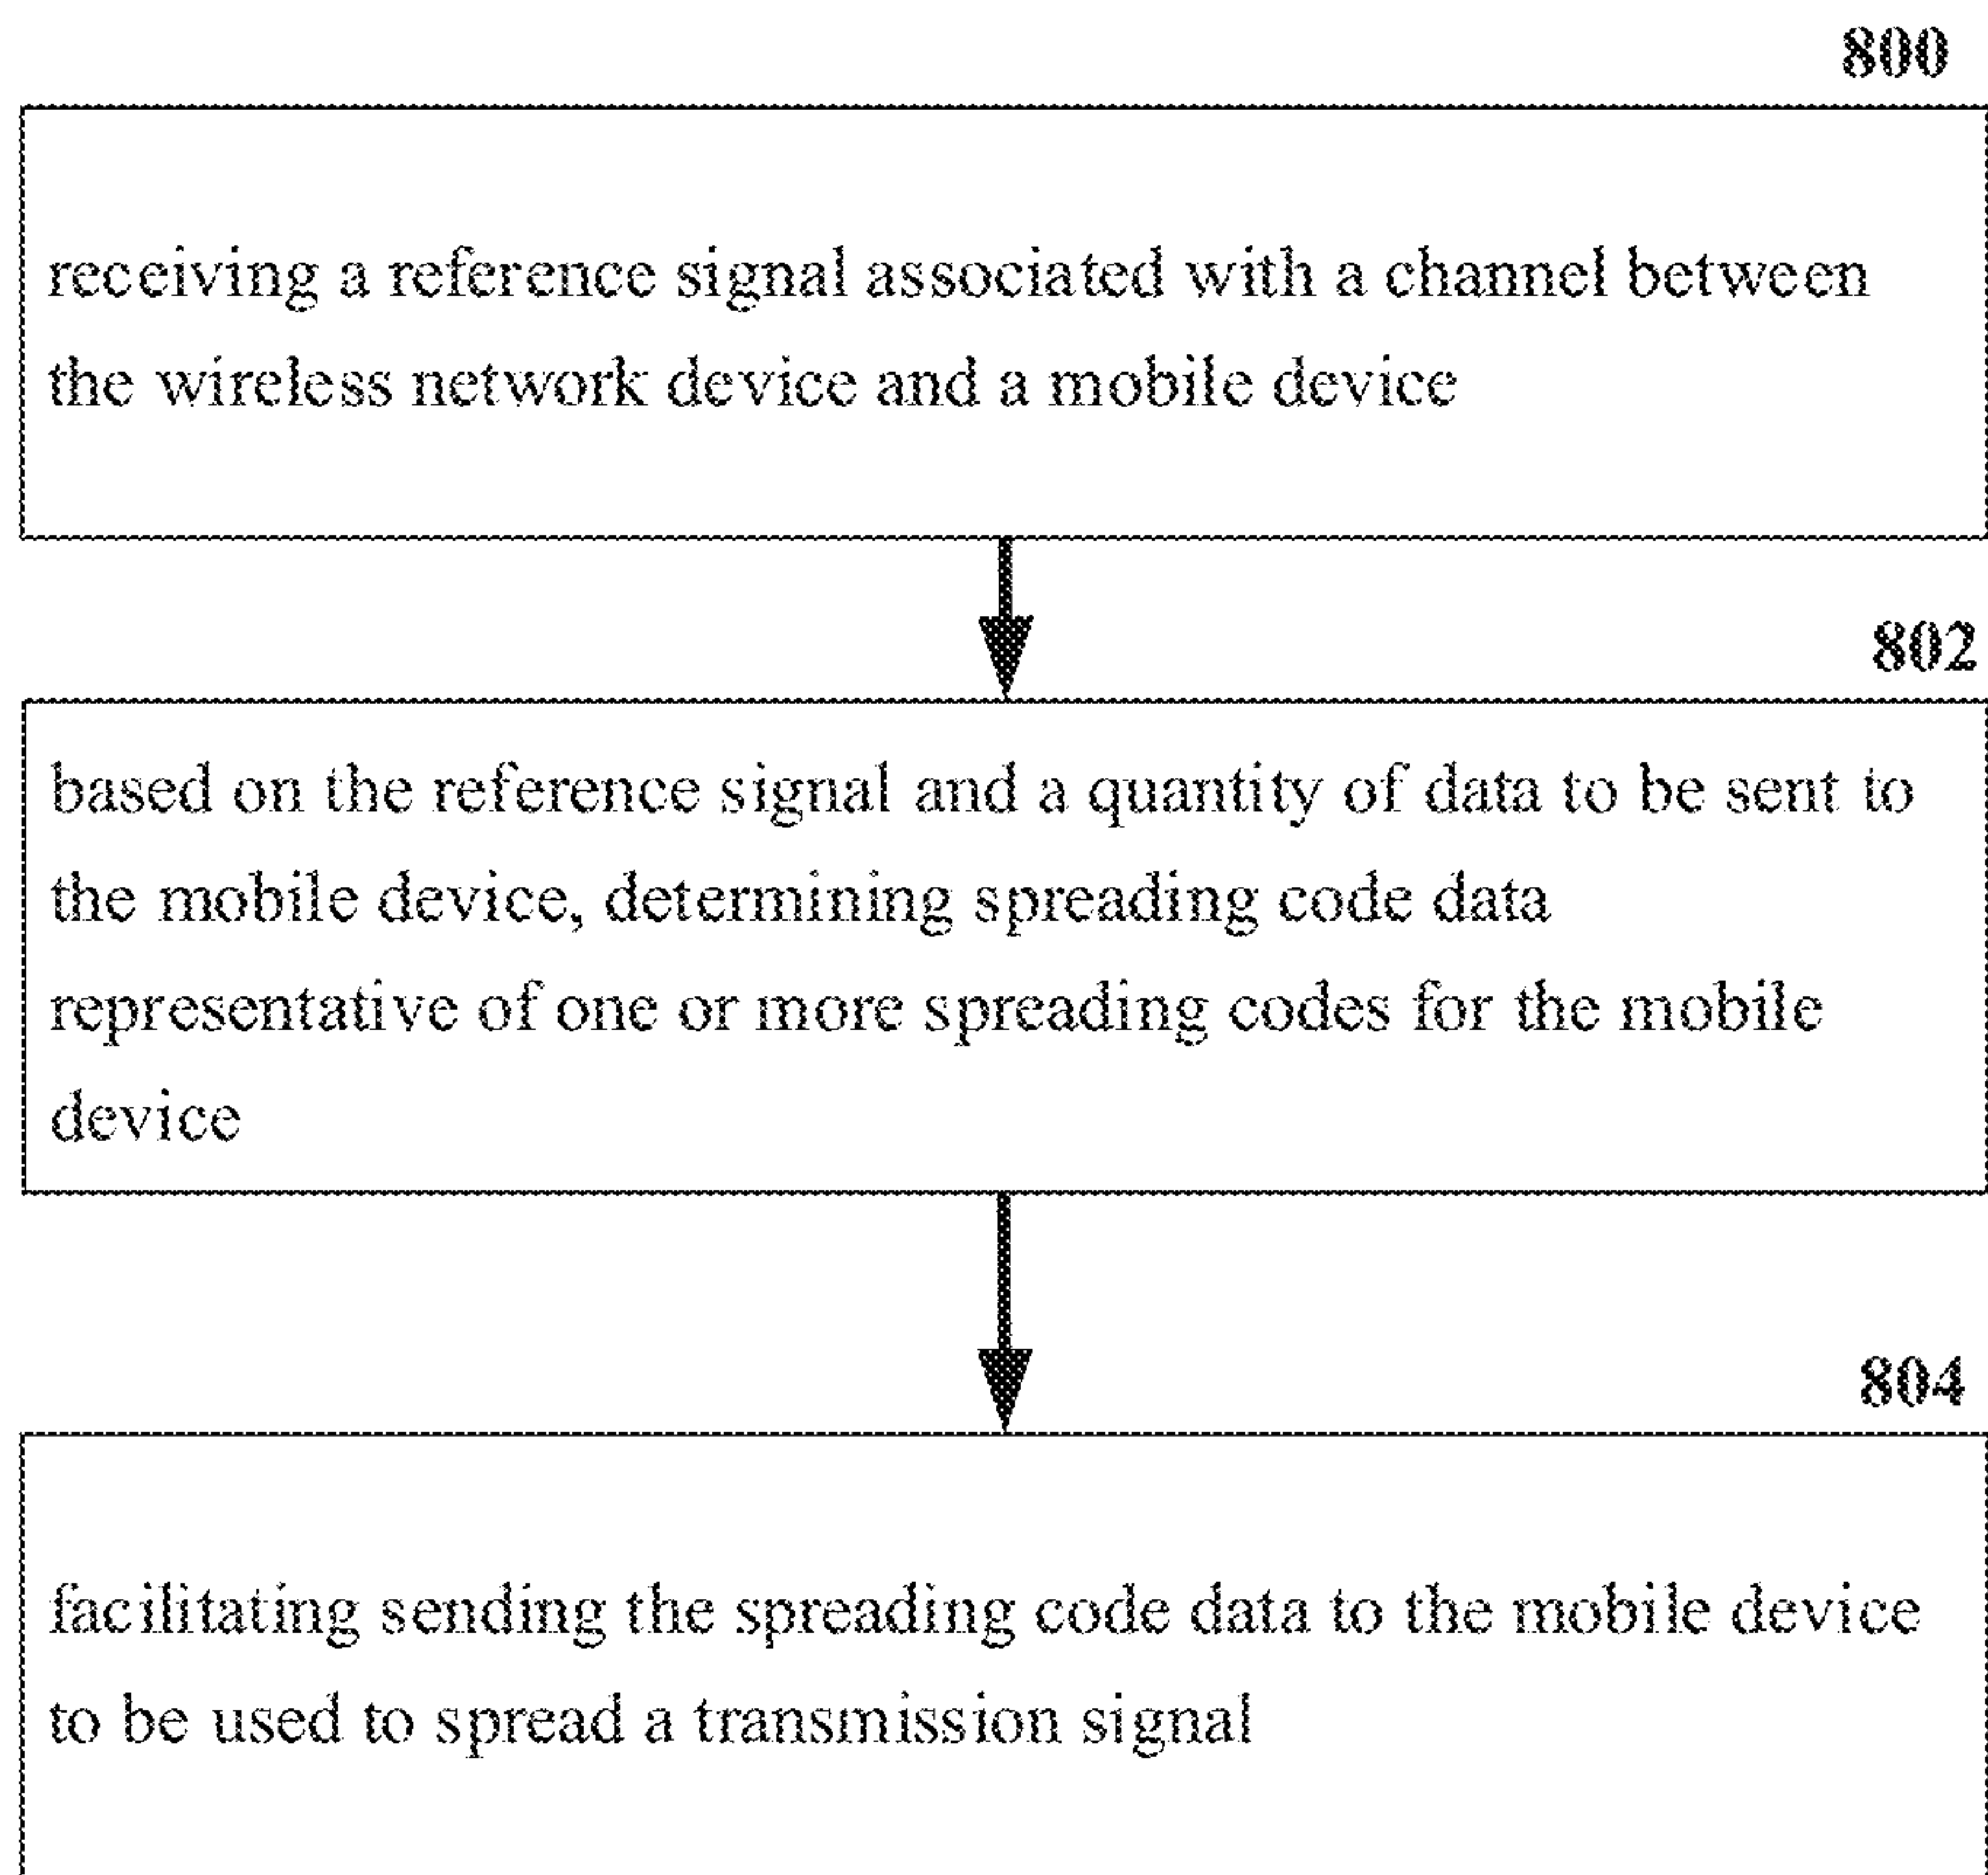 800
receiving a reference signal associated with a channel between
the wireless network device and a mobile device
802
based on the reference signal and a quantity of data to be sent to
the mobile device, determining spreading code data
representative of one or more spreading codes for the mobile
device
804
facilitating sending the spreading code data to the mobile device
to be used to spread a transmission signal